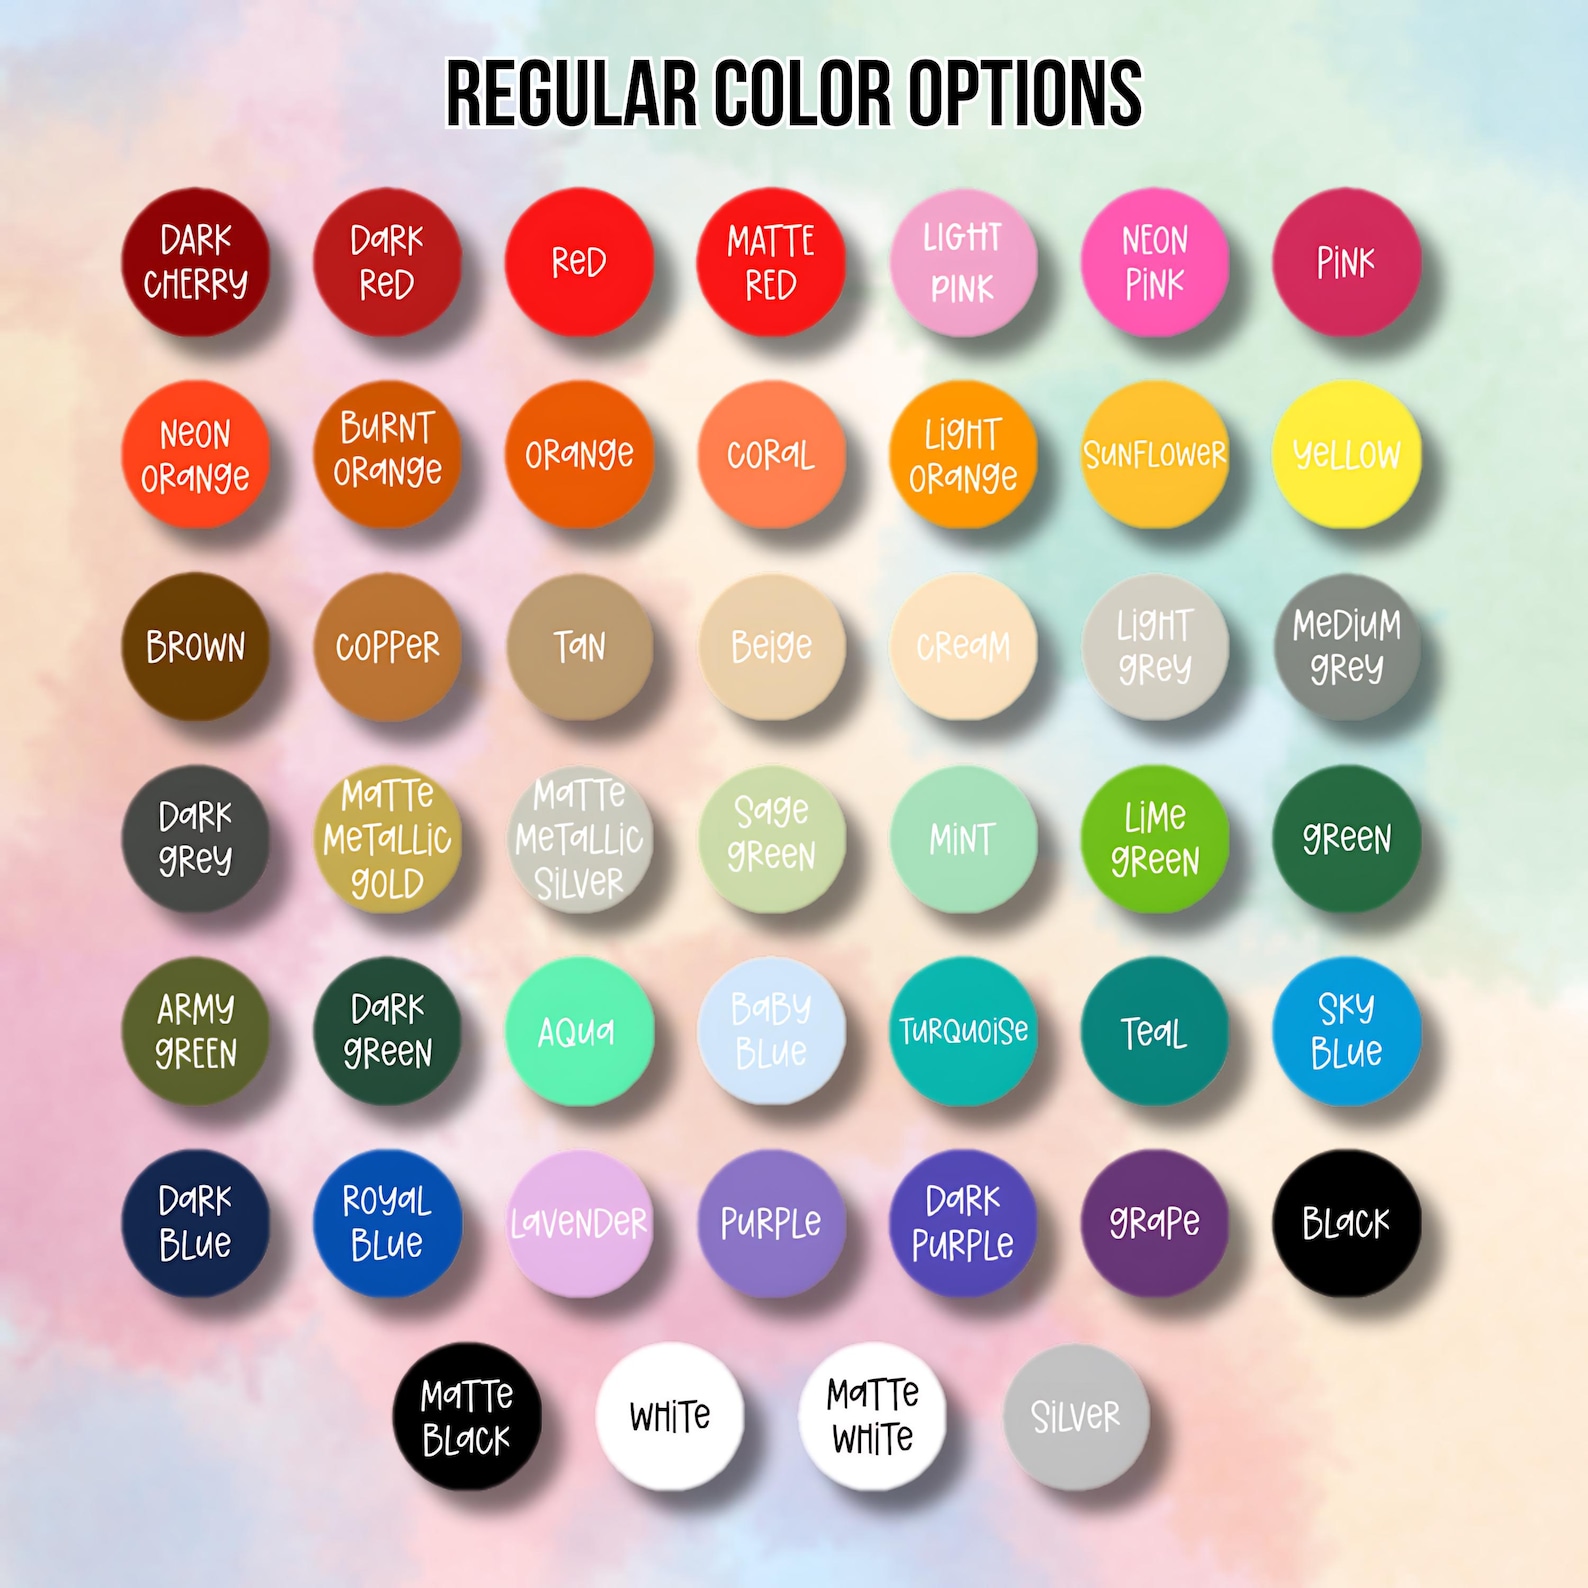 REGULAR COLOR OPTIONS
DARK CHERRY
DaRK ReD
ReD
MATTE RED
LIGHT PINK
NEON PiNK
PiNK
NeON ORaNge
BURNT ORaNge
ORaNge
CORaL
LigHT ORaNge
SUNFLOWeR
YeLLOW
BROWN
COPPeR
TaN
Beige
CReaM
LigHT gReY
MeDiUM gReY
DaRK gReY
MaTTe MeTaLLic gOLD
MaTTe MeTaLLic SiLVeR
Sage gReeN
MiNT
LiMe gReeN
gReeN
ARMY gREEN
DaRK gReeN
AQUa
BaBY BLUe
TURQUOiSe
TeaL
SKY BLUe
DaRK BLUe
ROYaL BLUe
LaVeNDeR
PURPLe
DaRK PURPLe
gRaPe
BLaCK
MaTTe BLaCK
WHiTe
MaTTe WHiTe
SiLVeR